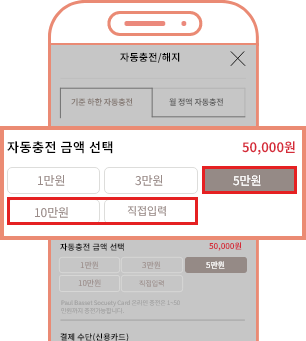 자동충전/해지
기준 하한 자동충전 월 정액 자동충전
자동충전 금액 선택 50,000원
1만원 3만원 5만원
10만원 직접입력
자동충전 금액 선택 50,000원
1만원 3만원 5만원
10만원 직접입력
결제 수단(신용카드)